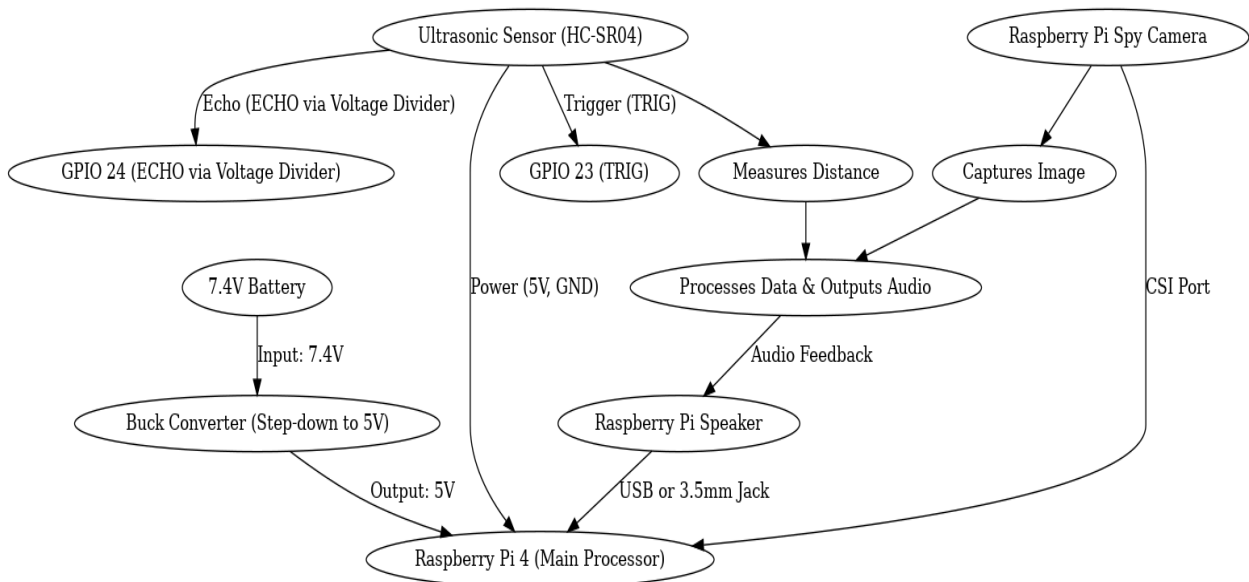 Ultrasonic Sensor (HC-SR04)
Raspberry Pi Spy Camera
Echo (ECHO via Voltage Divider)
Trigger (TRIG)
GPIO 24 (ECHO via Voltage Divider)
GPIO 23 (TRIG)
Measures Distance
Captures Image
7.4V Battery
Power (5V, GND)
Processes Data & Outputs Audio
CSI Port
Input: 7.4V
Audio Feedback
Buck Converter (Step-down to 5V)
Raspberry Pi Speaker
Output: 5V
USB or 3.5mm Jack
Raspberry Pi 4 (Main Processor)